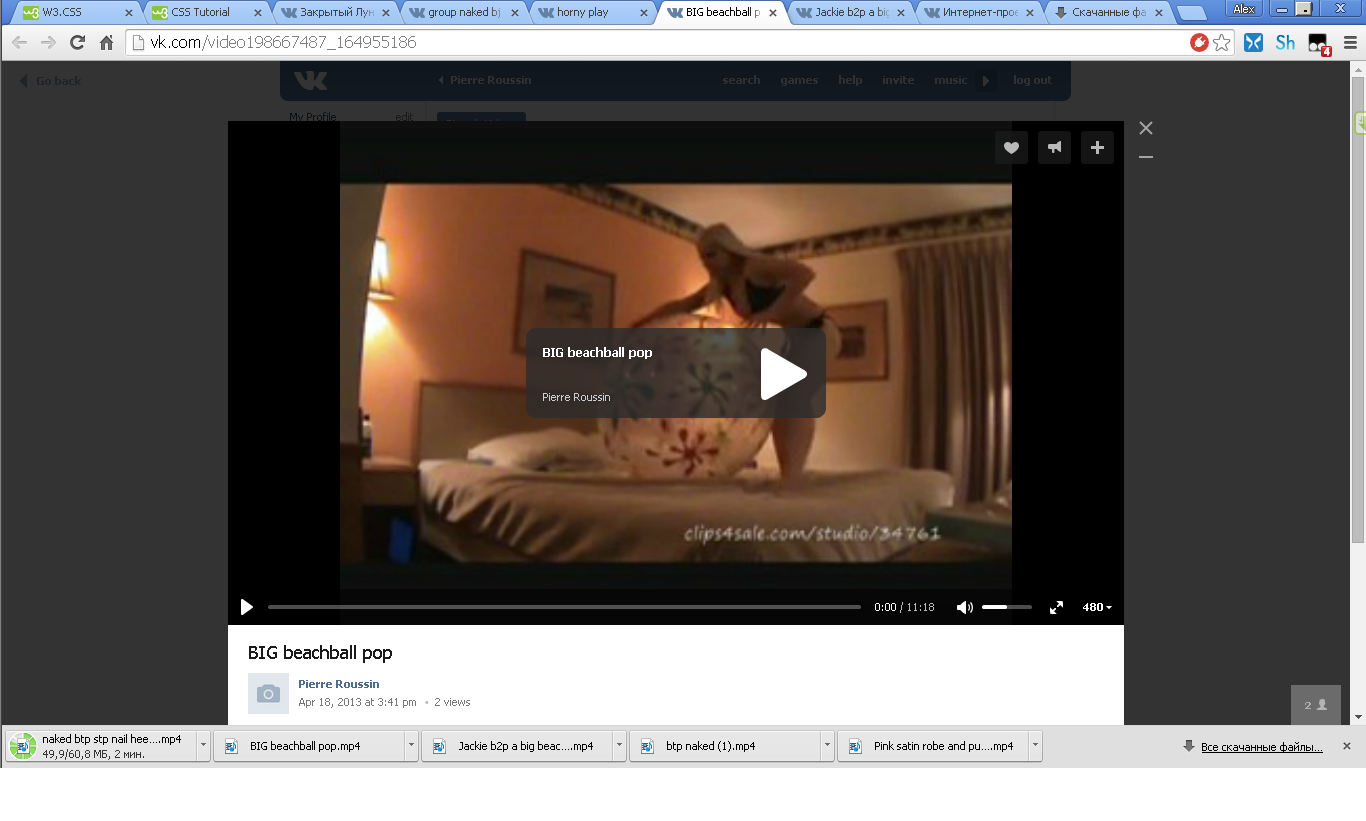 W3.CSS
CSS Tutorial
Закрытый Лун
group naked bj
horny play
BIG beachball p
Jackie b2p a big
Интернет-прое
Скачанные фа
Alex
vk.com/video198667487_164955186
Sh
4
Go back
Pierre Roussin
search
games
help
invite
music
log out
My Profile
edit
BIG beachball pop
Pierre Roussin
clips4sale.com/studio/34761
0:00 / 11:18
480
BIG beachball pop
Pierre Roussin
Apr 18, 2013 at 3:41 pm • 2 views
2
naked btp stp nail hee....mp4
49,9/60,8 МБ, 2 мин.
BIG beachball pop.mp4
Jackie b2p a big beac....mp4
btp naked (1).mp4
Pink satin robe and pu....mp4
Все скачанные файлы...